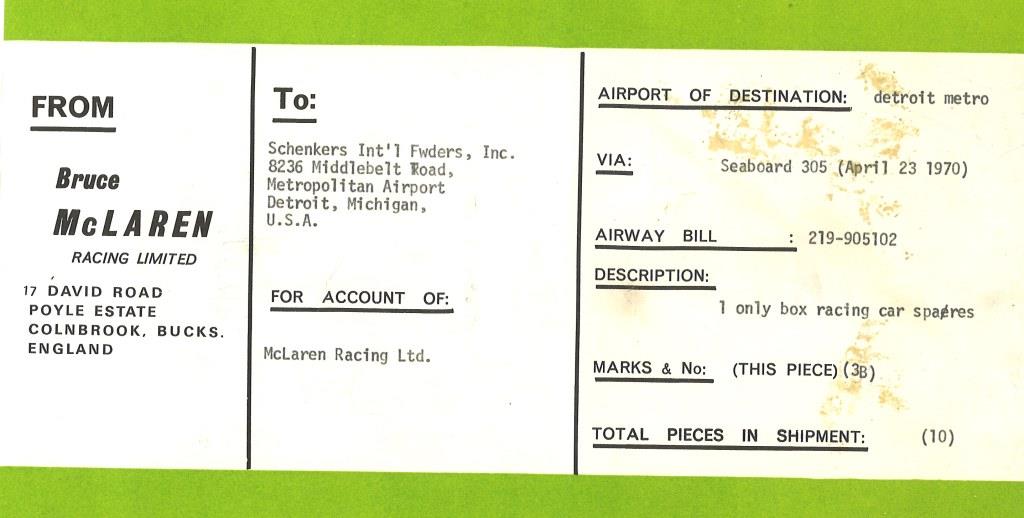 FROM
Bruce
McLAREN
RACING LIMITED
17 DAVID ROAD
POYLE ESTATE
COLNBROOK, BUCKS.
ENGLAND
To:
Schenkers Int'l Fwders, Inc.
8236 Middlebelt Road,
Metropolitan Airport
Detroit, Michigan,
U.S.A.
FOR ACCOUNT OF:
McLaren Racing Ltd.
AIRPORT OF DESTINATION: detroit metro
VIA: Seaboard 305 (April 23 1970)
AIRWAY BILL : 219-905102
DESCRIPTION:
1 only box racing car spares
MARKS & No: (THIS PIECE) (3B)
TOTAL PIECES IN SHIPMENT: (10)